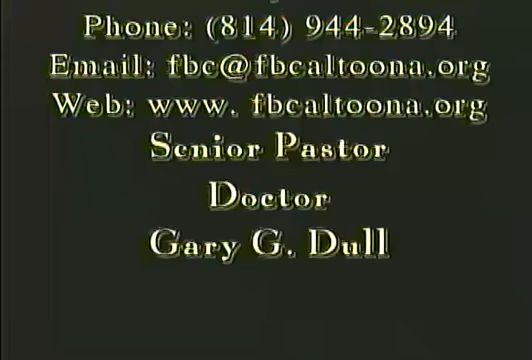 Phone: (814) 944-2894
Email: fbc@fbcaltoona.org
Web: www. fbcaltoona.org
Senior Pastor
Doctor
Gary G. Dull